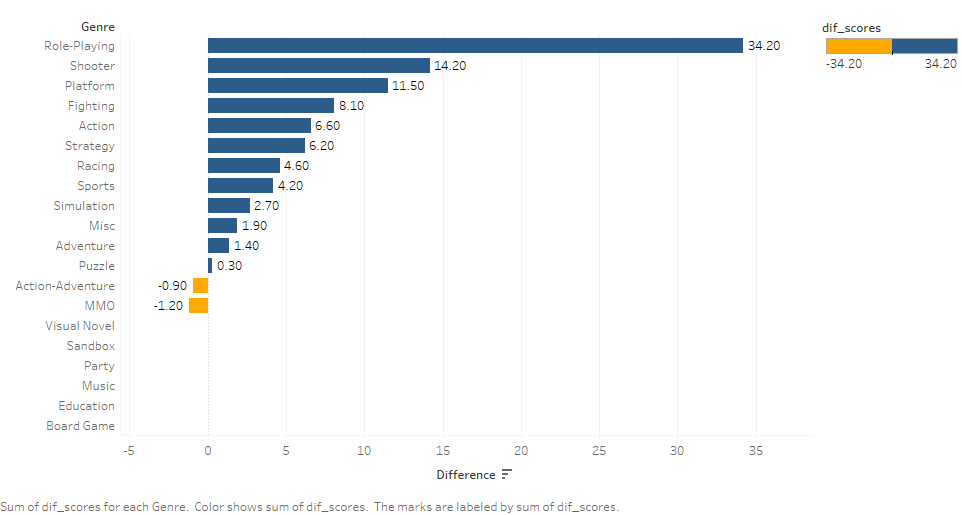 Genre
dif_scores
Role-Playing 34.20
-34.20 34.20
Shooter 14.20
Platform 11.50
Fighting 8.10
Action 6.60
Strategy 6.20
Racing 4.60
Sports 4.20
Simulation 2.70
Misc 1.90
Adventure 1.40
Puzzle 0.30
Action-Adventure -0.90
MMO -1.20
Visual Novel
Sandbox
Party
Music
Education
Board Game
-5 0 5 10 15 20 25 30 35
Difference
Sum of dif_scores for each Genre. Color shows sum of dif_scores. The marks are labeled by sum of dif_scores.